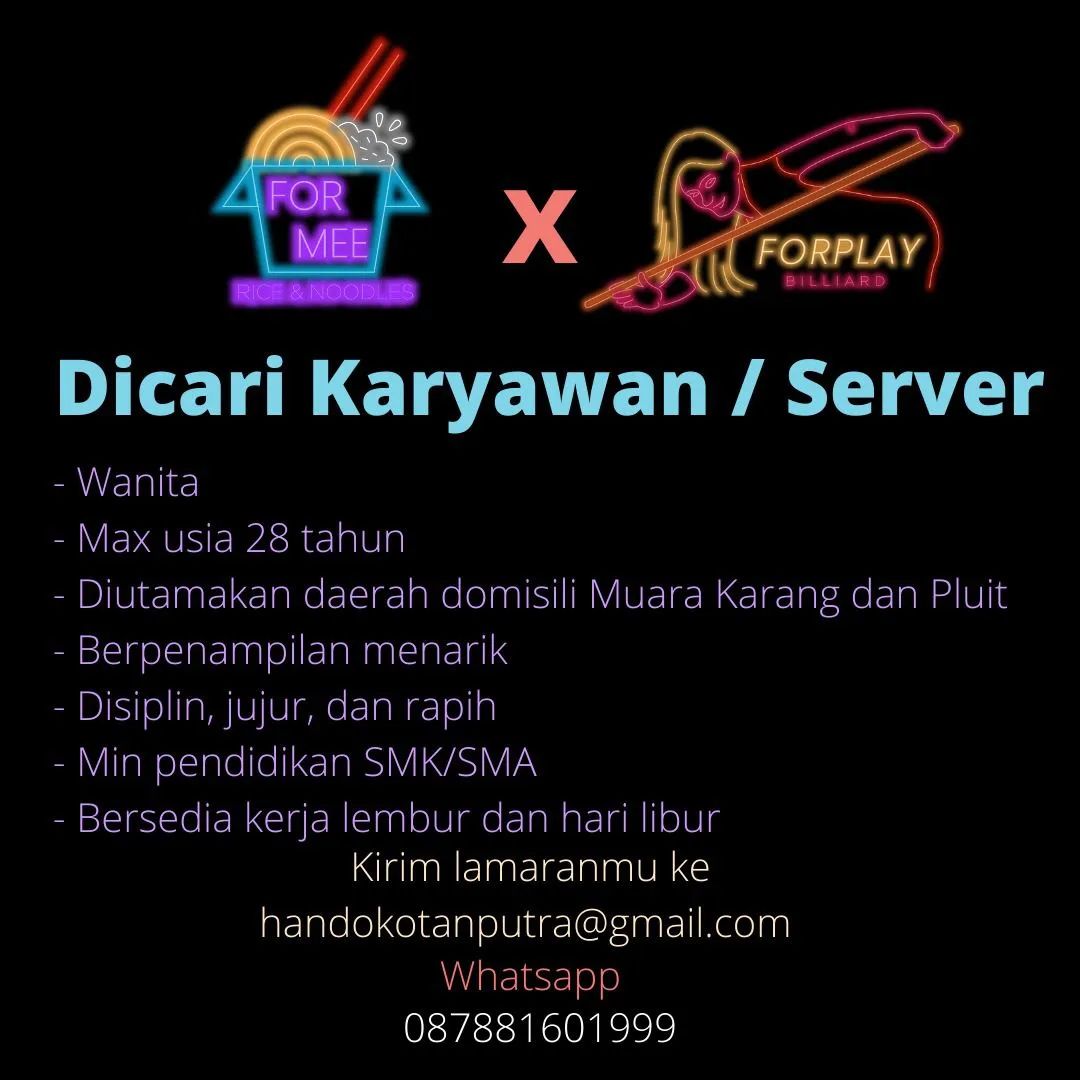 FOR
MEE
RICE & NOODLES
X
FORPLAY
BILLIARD
Dicari Karyawan / Server
- Wanita
- Max usia 28 tahun
- Diutamakan daerah domisili Muara Karang dan Pluit
- Berpenampilan menarik
- Disiplin, jujur, dan rapih
- Min pendidikan SMK/SMA
- Bersedia kerja lembur dan hari libur
Kirim lamaranmu ke
handokotanputra@gmail.com
Whatsapp
087881601999